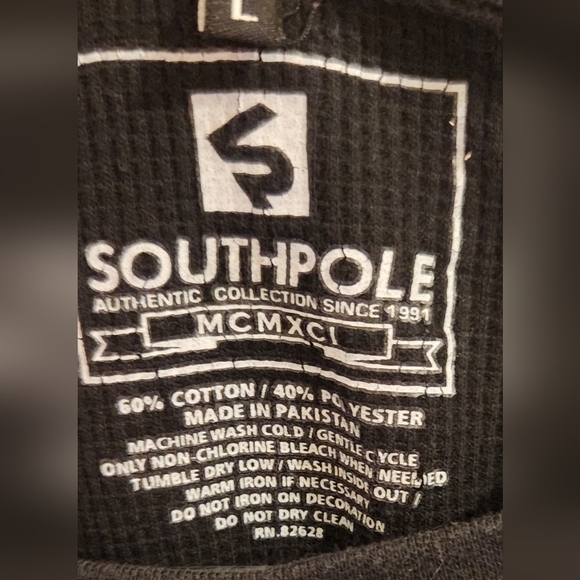 L
SOUTHPOLE
AUTHENTIC COLLECTION SINCE 1991
MCMXCI
60% COTTON / 40% POLYESTER
MADE IN PAKISTAN
MACHINE WASH COLD / GENTLE CYCLE
ONLY NON-CHLORINE BLEACH WHEN NEEDED
TUMBLE DRY LOW / WASH INSIDE OUT /
WARM IRON IF NECESSARY
DO NOT IRON ON DECORATION
DO NOT DRY CLEAN
RN.82628